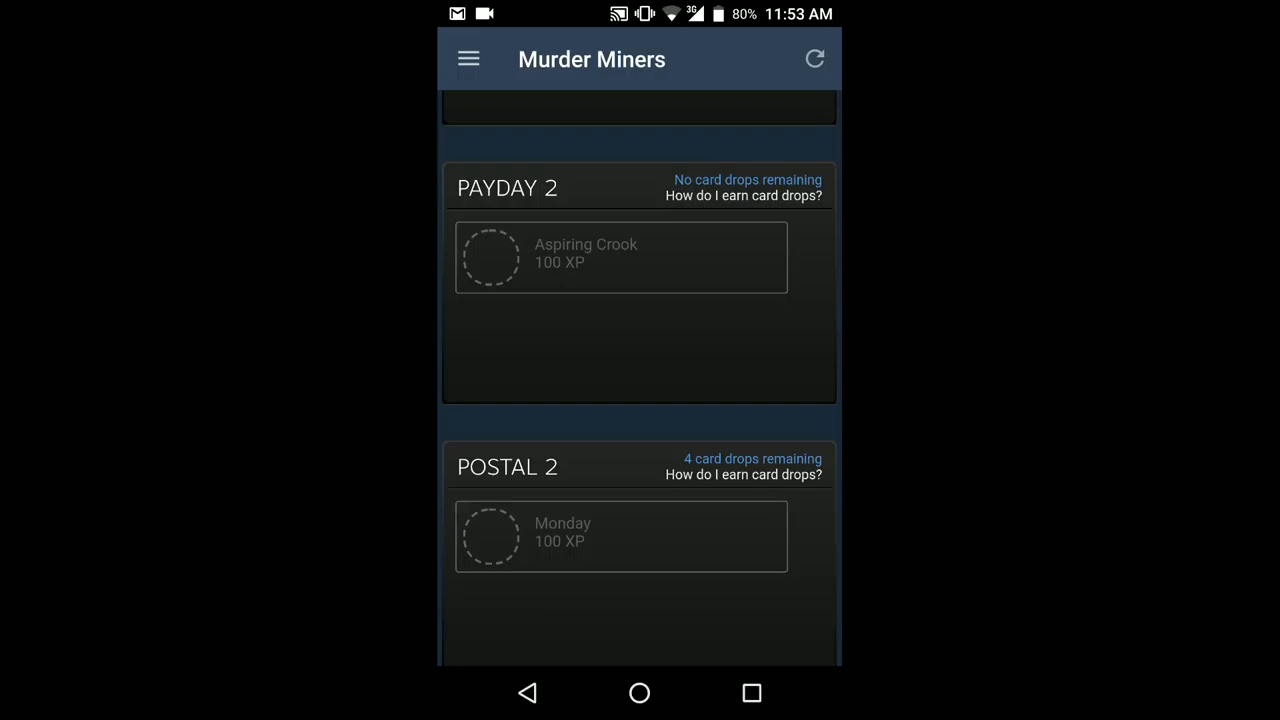 3G 80% 11:53 AM
Murder Miners
PAYDAY 2
No card drops remaining
How do I earn card drops?
Aspiring Crook
100 XP
POSTAL 2
4 card drops remaining
How do I earn card drops?
Monday
100 XP